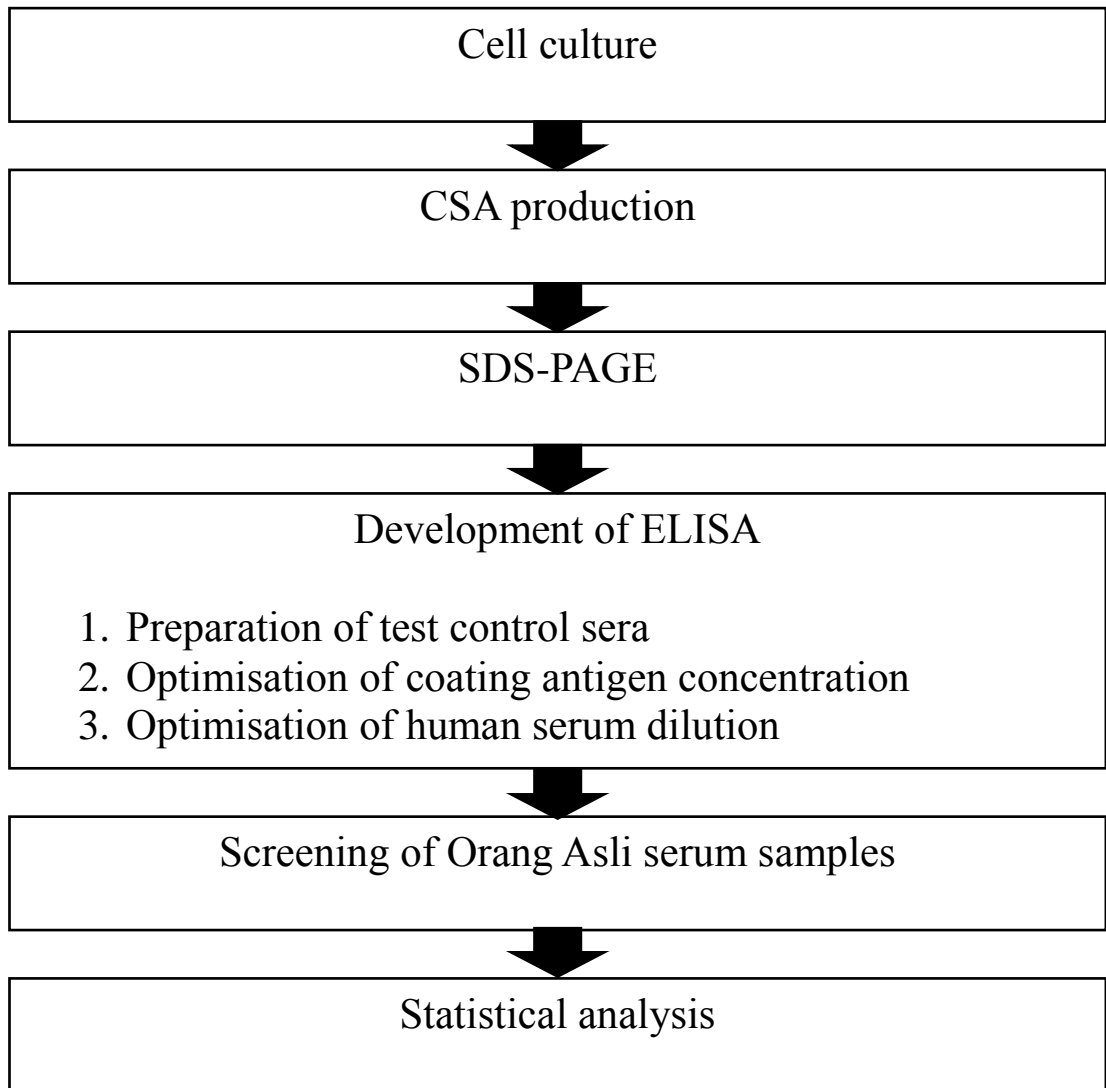 Cell culture
CSA production
SDS-PAGE
Development of ELISA
1. Preparation of test control sera
2. Optimisation of coating antigen concentration
3. Optimisation of human serum dilution
Screening of Orang Asli serum samples
Statistical analysis